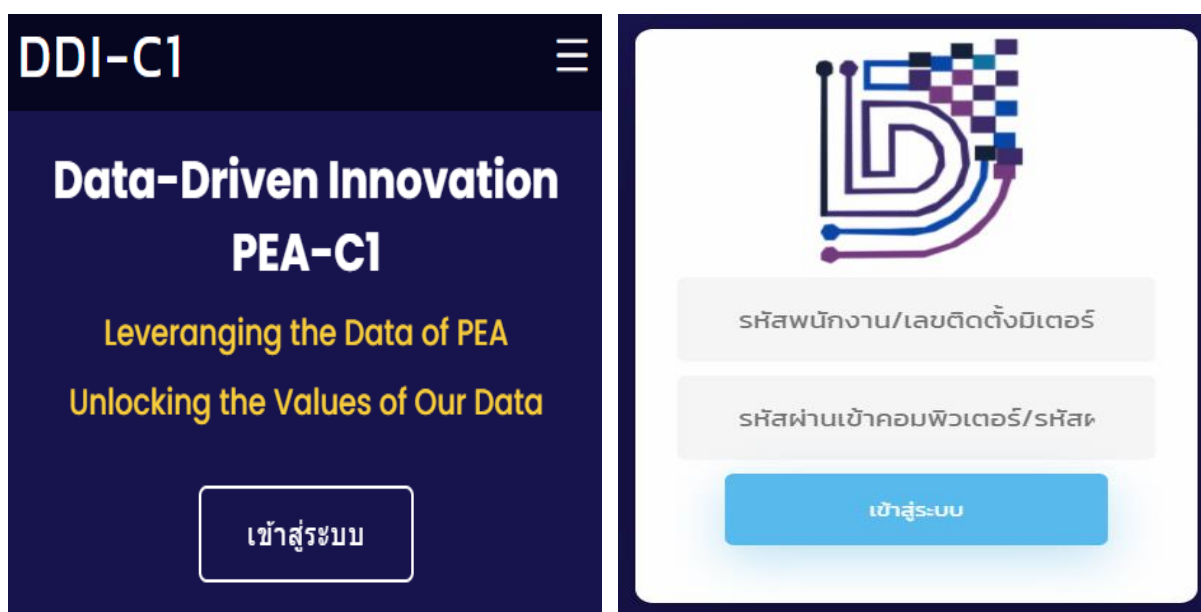 DDI-C1
Data-Driven Innovation
PEA-C1
Leveranging the Data of PEA
Unlocking the Values of Our Data
เข้าสู่ระบบ
รหัสพนักงาน/เลขติดตั้งมิเตอร์
รหัสผ่านเข้าคอมพิวเตอร์/รหัสผ
เข้าสู่ระบบ